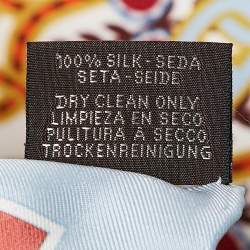 100% SILK-SEDA
SETA-SEIDE
DRY CLEAN ONLY
LIMPIEZA EN SECO
PULITURA A SECCO
TROCKENREINIGUNG